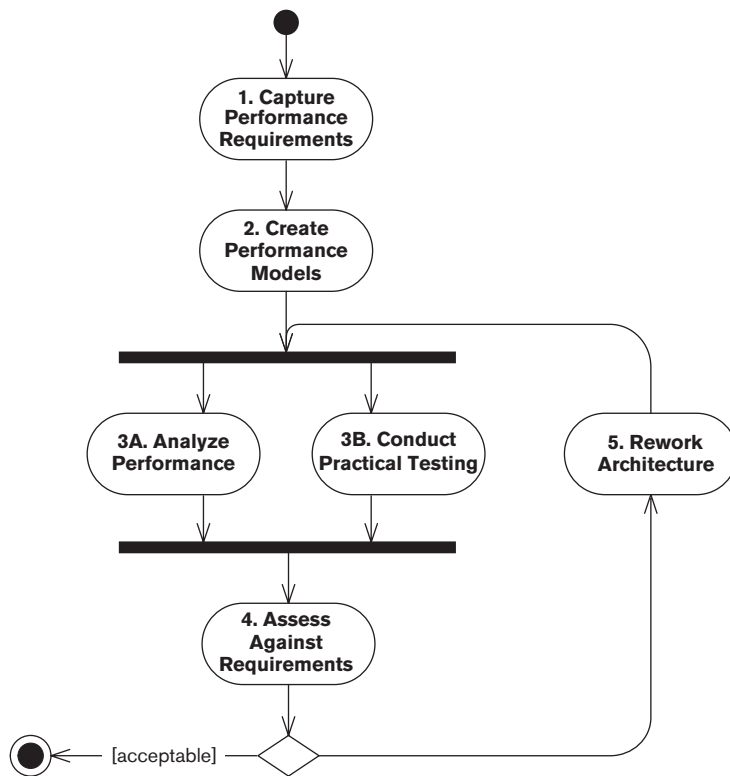 1. Capture
Performance
Requirements
2. Create
Performance
Models
3A. Analyze
Performance
3B. Conduct
Practical Testing
5. Rework
Architecture
4. Assess
Against
Requirements
[acceptable]